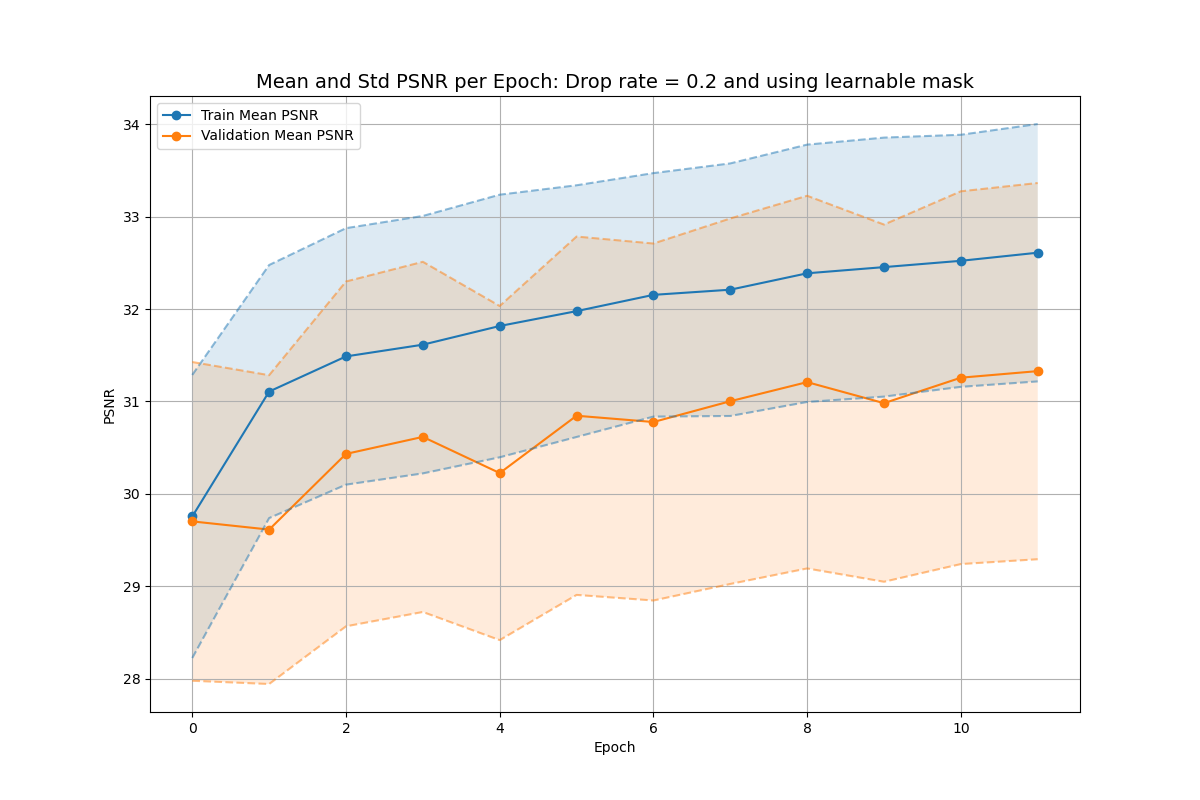 Mean and Std PSNR per Epoch: Drop rate = 0.2 and using learnable mask
Train Mean PSNR
Validation Mean PSNR
34
33
32
31
30
29
28
PSNR
0 2 4 6 8 10
Epoch